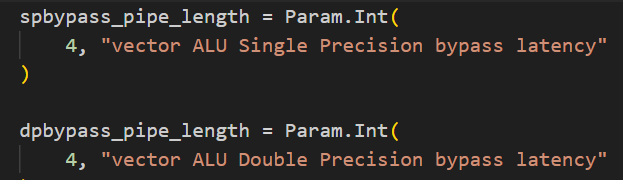 spbypass_pipe_length = Param.Int(
    4, "vector ALU Single Precision bypass latency"
)
dpbypass_pipe_length = Param.Int(
    4, "vector ALU Double Precision bypass latency"